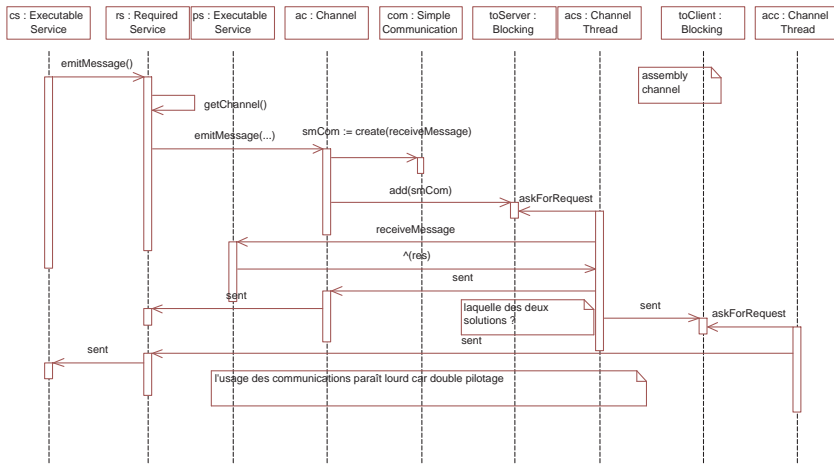 cs : Executable
Service
rs : Required
Service
ps : Executable
Service
ac : Channel
com : Simple
Communication
toServer :
Blocking
acs : Channel
Thread
toClient :
Blocking
acc : Channel
Thread
emitMessage()
assembly
channel
getChannel()
emitMessage(...)
smCom := create(receiveMessage)
add(smCom)
askForRequest
receiveMessage
^(res)
sent
sent
laquelle des deux
solutions ?
sent
askForRequest
sent
sent
l'usage des communications paraît lourd car double pilotage